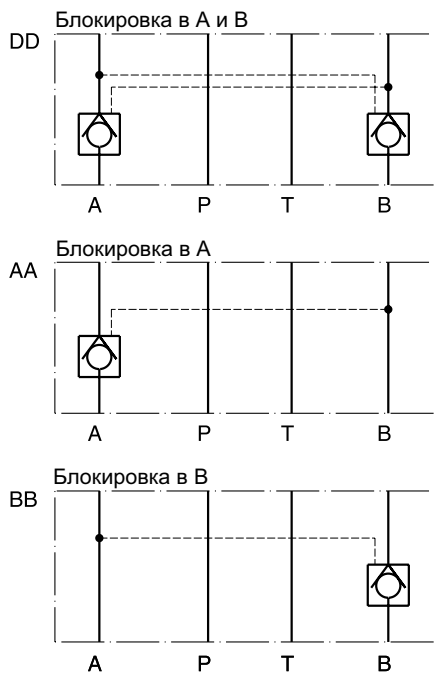 Блокировка в А и В
DD
A P T B
Блокировка в А
AA
A P T B
Блокировка в В
BB
A P T B